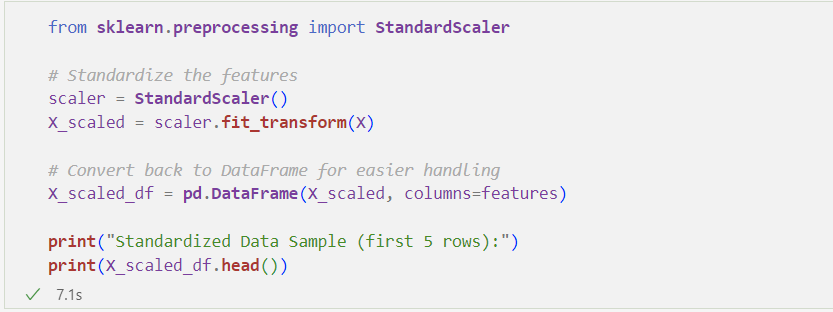 from sklearn.preprocessing import StandardScaler
# Standardize the features
scaler = StandardScaler()
X_scaled = scaler.fit_transform(X)
# Convert back to DataFrame for easier handling
X_scaled_df = pd.DataFrame(X_scaled, columns=features)
print("Standardized Data Sample (first 5 rows):")
print(X_scaled_df.head())
✓ 7.1s